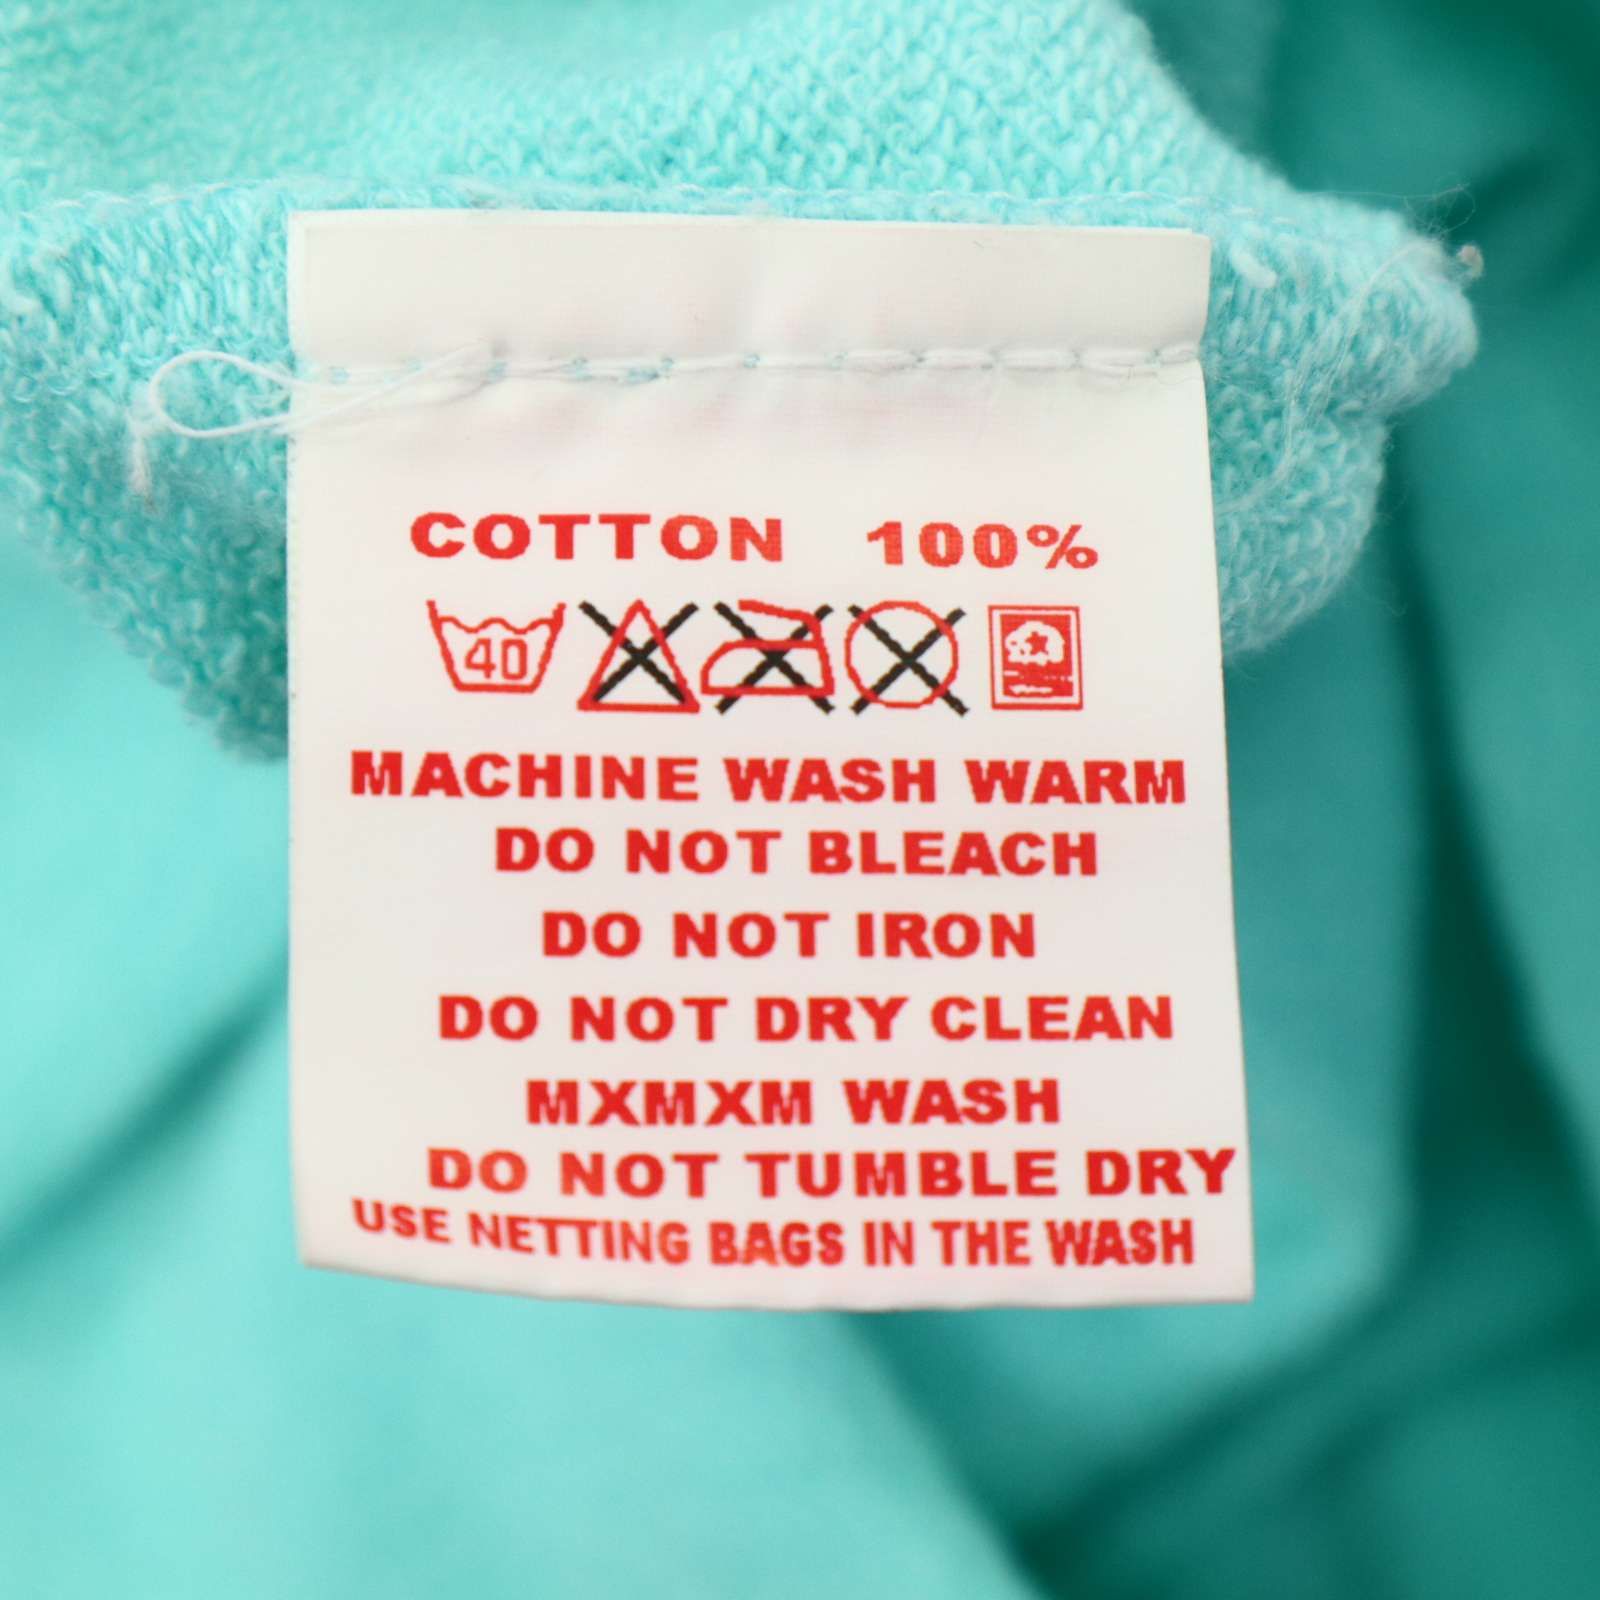 COTTON 100%
40
MACHINE WASH WARM
DO NOT BLEACH
DO NOT IRON
DO NOT DRY CLEAN
MXMXM WASH
DO NOT TUMBLE DRY
USE NETTING BAGS IN THE WASH